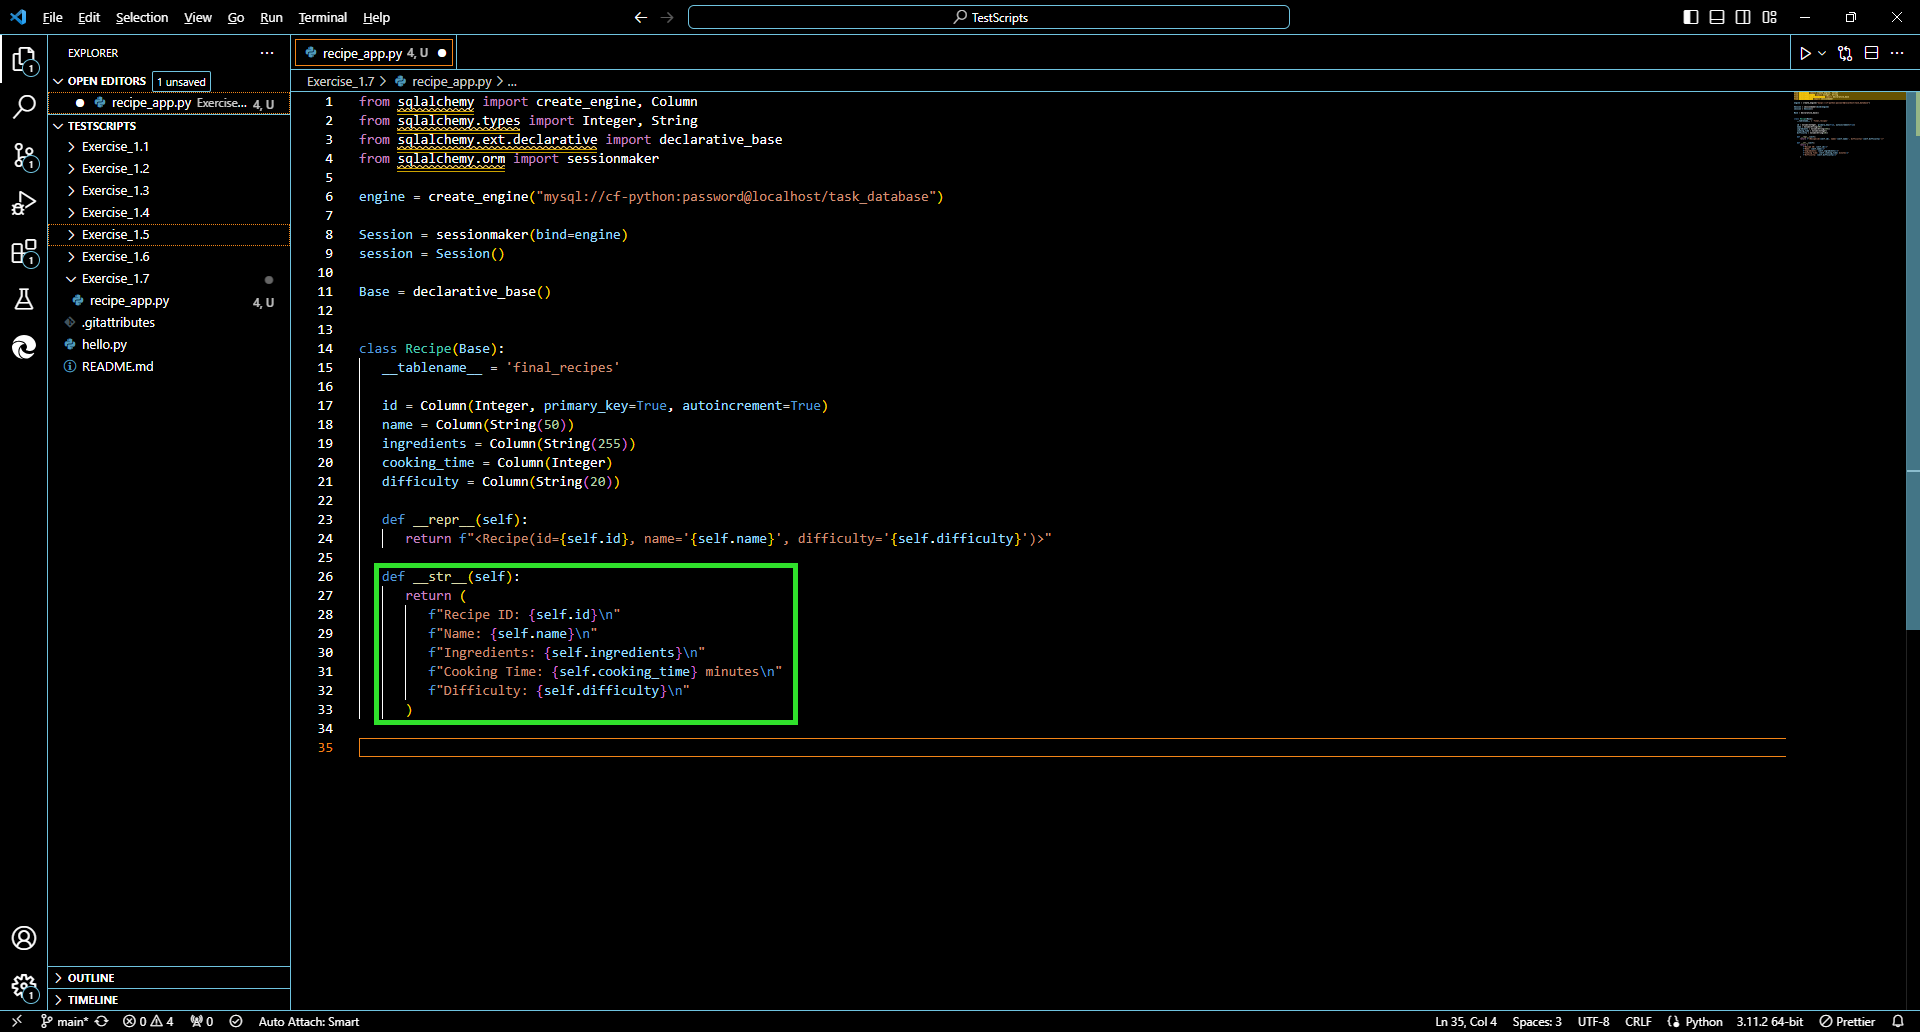 File Edit Selection View Go Run Terminal Help
TestScripts
EXPLORER
OPEN EDITORS 1 unsaved
recipe_app.py Exercise... 4, U
TESTSCRIPTS
Exercise_1.1
Exercise_1.2
Exercise_1.3
Exercise_1.4
Exercise_1.5
Exercise_1.6
Exercise_1.7
recipe_app.py 4, U
.gitattributes
hello.py
README.md
OUTLINE
TIMELINE
1
1
1
1
recipe_app.py 4, U
Exercise_1.7 > recipe_app.py > ...
1 from sqlalchemy import create_engine, Column
2 from sqlalchemy.types import Integer, String
3 from sqlalchemy.ext.declarative import declarative_base
4 from sqlalchemy.orm import sessionmaker
5
6 engine = create_engine("mysql://cf-python:password@localhost/task_database")
7
8 Session = sessionmaker(bind=engine)
9 session = Session()
10
11 Base = declarative_base()
12
13
14 class Recipe(Base):
15 __tablename__ = 'final_recipes'
16
17 id = Column(Integer, primary_key=True, autoincrement=True)
18 name = Column(String(50))
19 ingredients = Column(String(255))
20 cooking_time = Column(Integer)
21 difficulty = Column(String(20))
22
23 def __repr__(self):
24 return f"<Recipe(id={self.id}, name='{self.name}', difficulty='{self.difficulty}')>"
25
26 def __str__(self):
27 return (
28 f"Recipe ID: {self.id}\n"
29 f"Name: {self.name}\n"
30 f"Ingredients: {self.ingredients}\n"
31 f"Cooking Time: {self.cooking_time} minutes\n"
32 f"Difficulty: {self.difficulty}\n"
33 )
34
35
main* 0 4 0 Auto Attach: Smart
Ln 35, Col 4 Spaces: 3 UTF-8 CRLF Python 3.11.2 64-bit Prettier